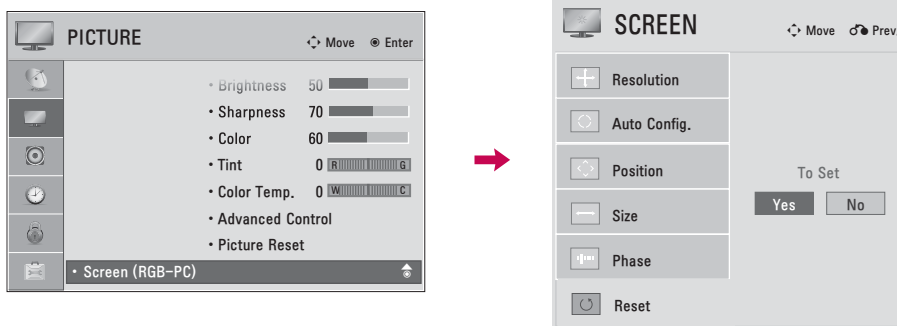 PICTURE
Move Enter
• Brightness 50
• Sharpness 70
• Color 60
• Tint 0 R G
• Color Temp. 0 W C
• Advanced Control
• Picture Reset
• Screen (RGB-PC)
SCREEN
Move Prev.
Resolution
Auto Config.
Position
Size
Phase
Reset
To Set
Yes No